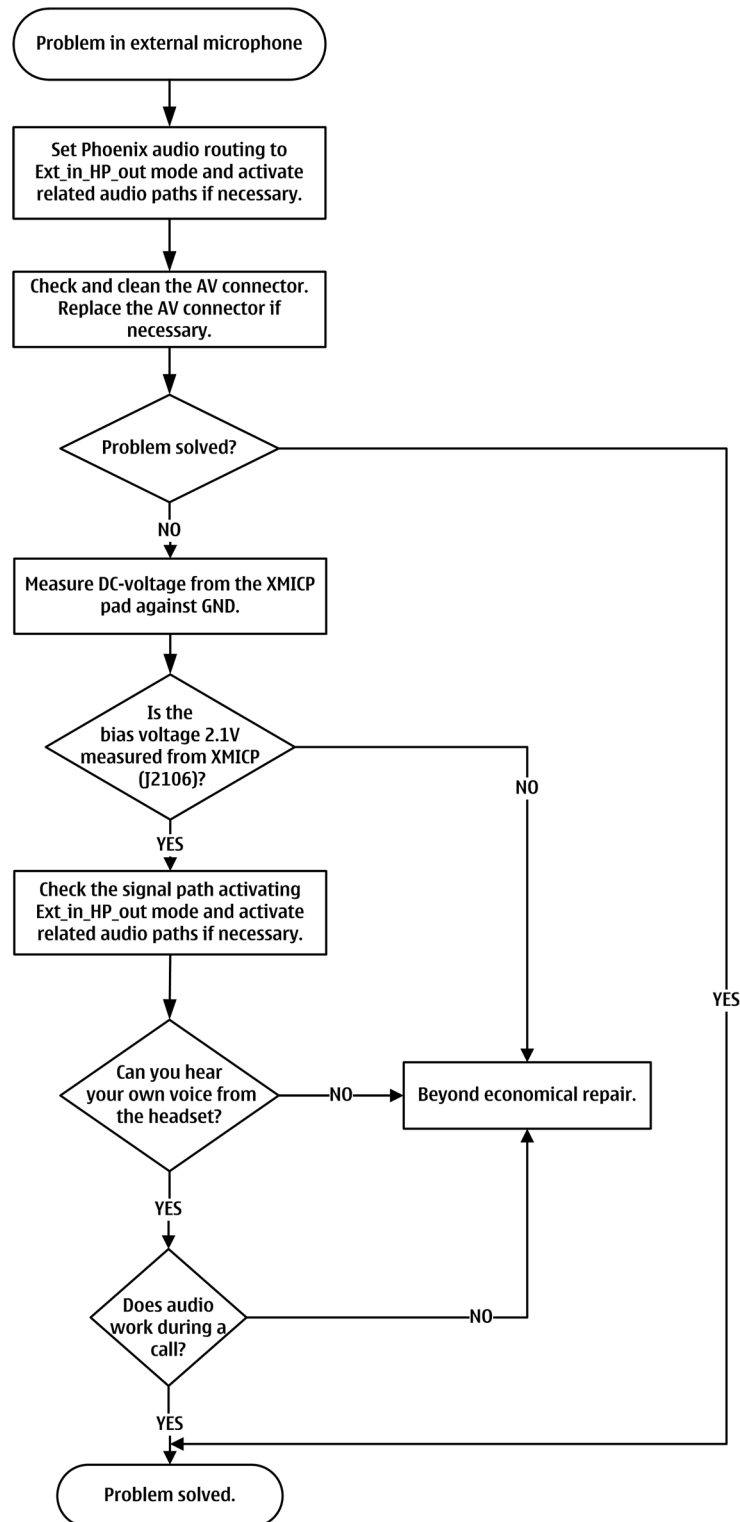 Problem in external microphone
Set Phoenix audio routing to
Ext_in_HP_out mode and activate
related audio paths if necessary.
Check and clean the AV connector.
Replace the AV connector if
necessary.
Problem solved?
NO
Measure DC-voltage from the XMICP
pad against GND.
Is the
bias voltage 2.1V
measured from XMICP
(J2106)?
NO
YES
Check the signal path activating
Ext_in_HP_out mode and activate
related audio paths if necessary.
YES
Can you hear
your own voice from
the headset?
NO
Beyond economical repair.
YES
Does audio
work during a
call?
NO
YES
Problem solved.